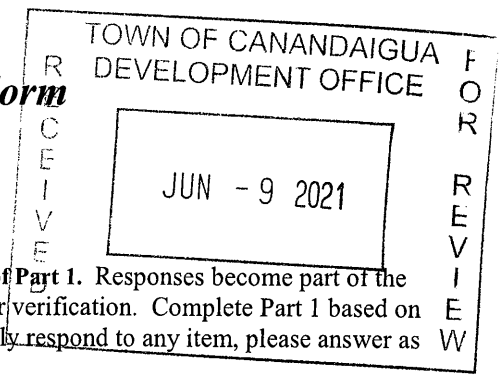 TOWN OF CANANDAIGUA
DEVELOPMENT OFFICE
RECEIVED
FOR REVIEW
orm
JUN - 9 2021
Part 1. Responses become part of the
verification. Complete Part 1 based on
respond to any item, please answer as